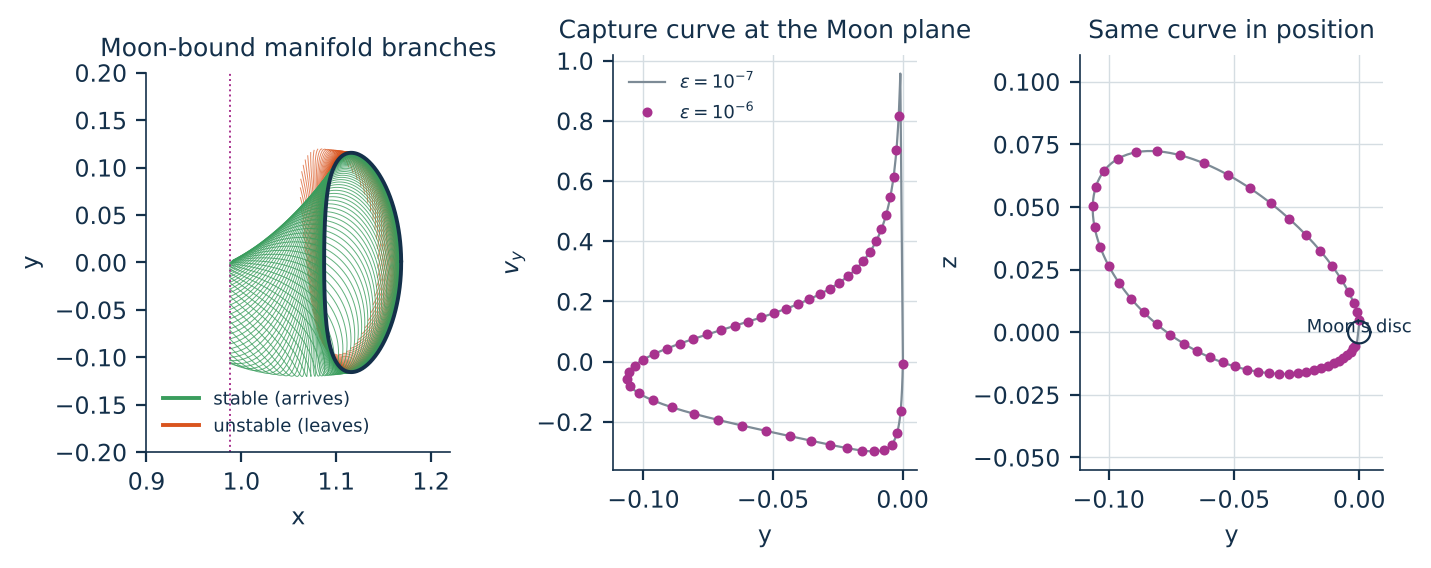 Moon-bound manifold branches
0.20
0.15
0.10
0.05
0.00
−0.05
−0.10
−0.15
−0.20
y
stable (arrives)
unstable (leaves)
0.9
1.0
1.1
1.2
x
Capture curve at the Moon plane
1.0
0.8
0.6
0.4
0.2
0.0
−0.2
v_y
ε = 10⁻⁷
ε = 10⁻⁶
−0.10
−0.05
0.00
y
Same curve in position
0.100
0.075
0.050
0.025
0.000
−0.025
−0.050
z
Moon's disc
−0.10
−0.05
0.00
y